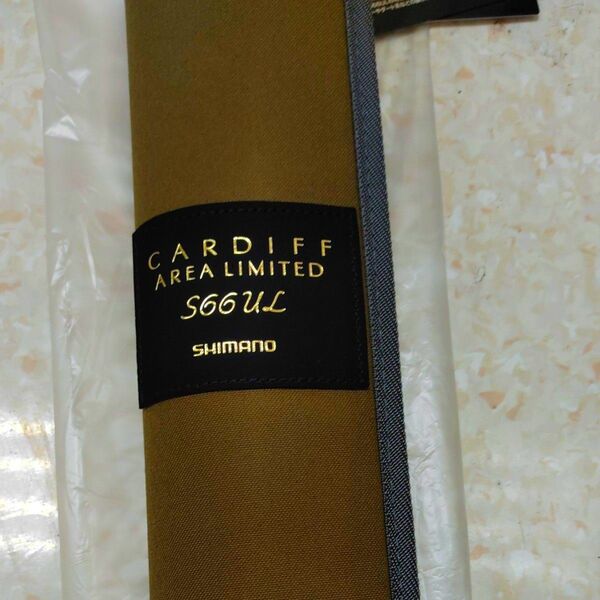 CARDIFF
AREA LIMITED
S66UL
SHIMANO